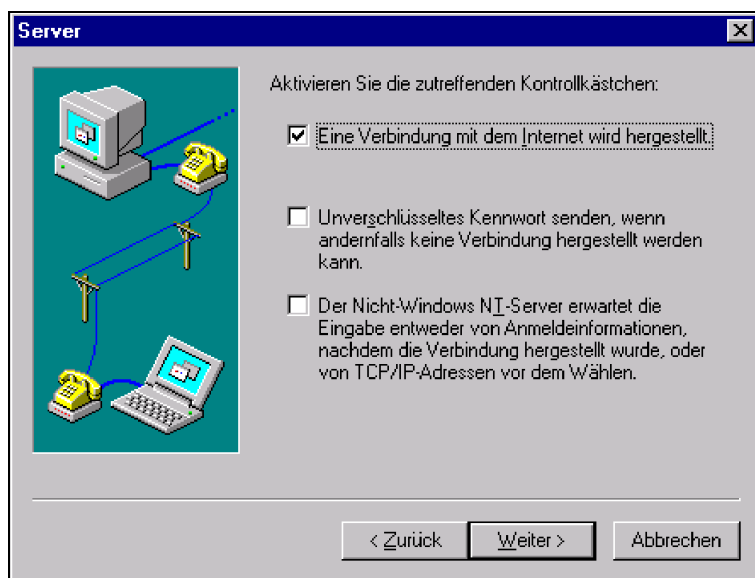 Server
Aktivieren Sie die zutreffenden Kontrollkästchen:
Eine Verbindung mit dem Internet wird hergestellt.
Unverschlüsseltes Kennwort senden, wenn
andernfalls keine Verbindung hergestellt werden
kann.
Der Nicht-Windows NT-Server erwartet die
Eingabe entweder von Anmeldeinformationen,
nachdem die Verbindung hergestellt wurde, oder
von TCP/IP-Adressen vor dem Wählen.
< Zurück
Weiter >
Abbrechen